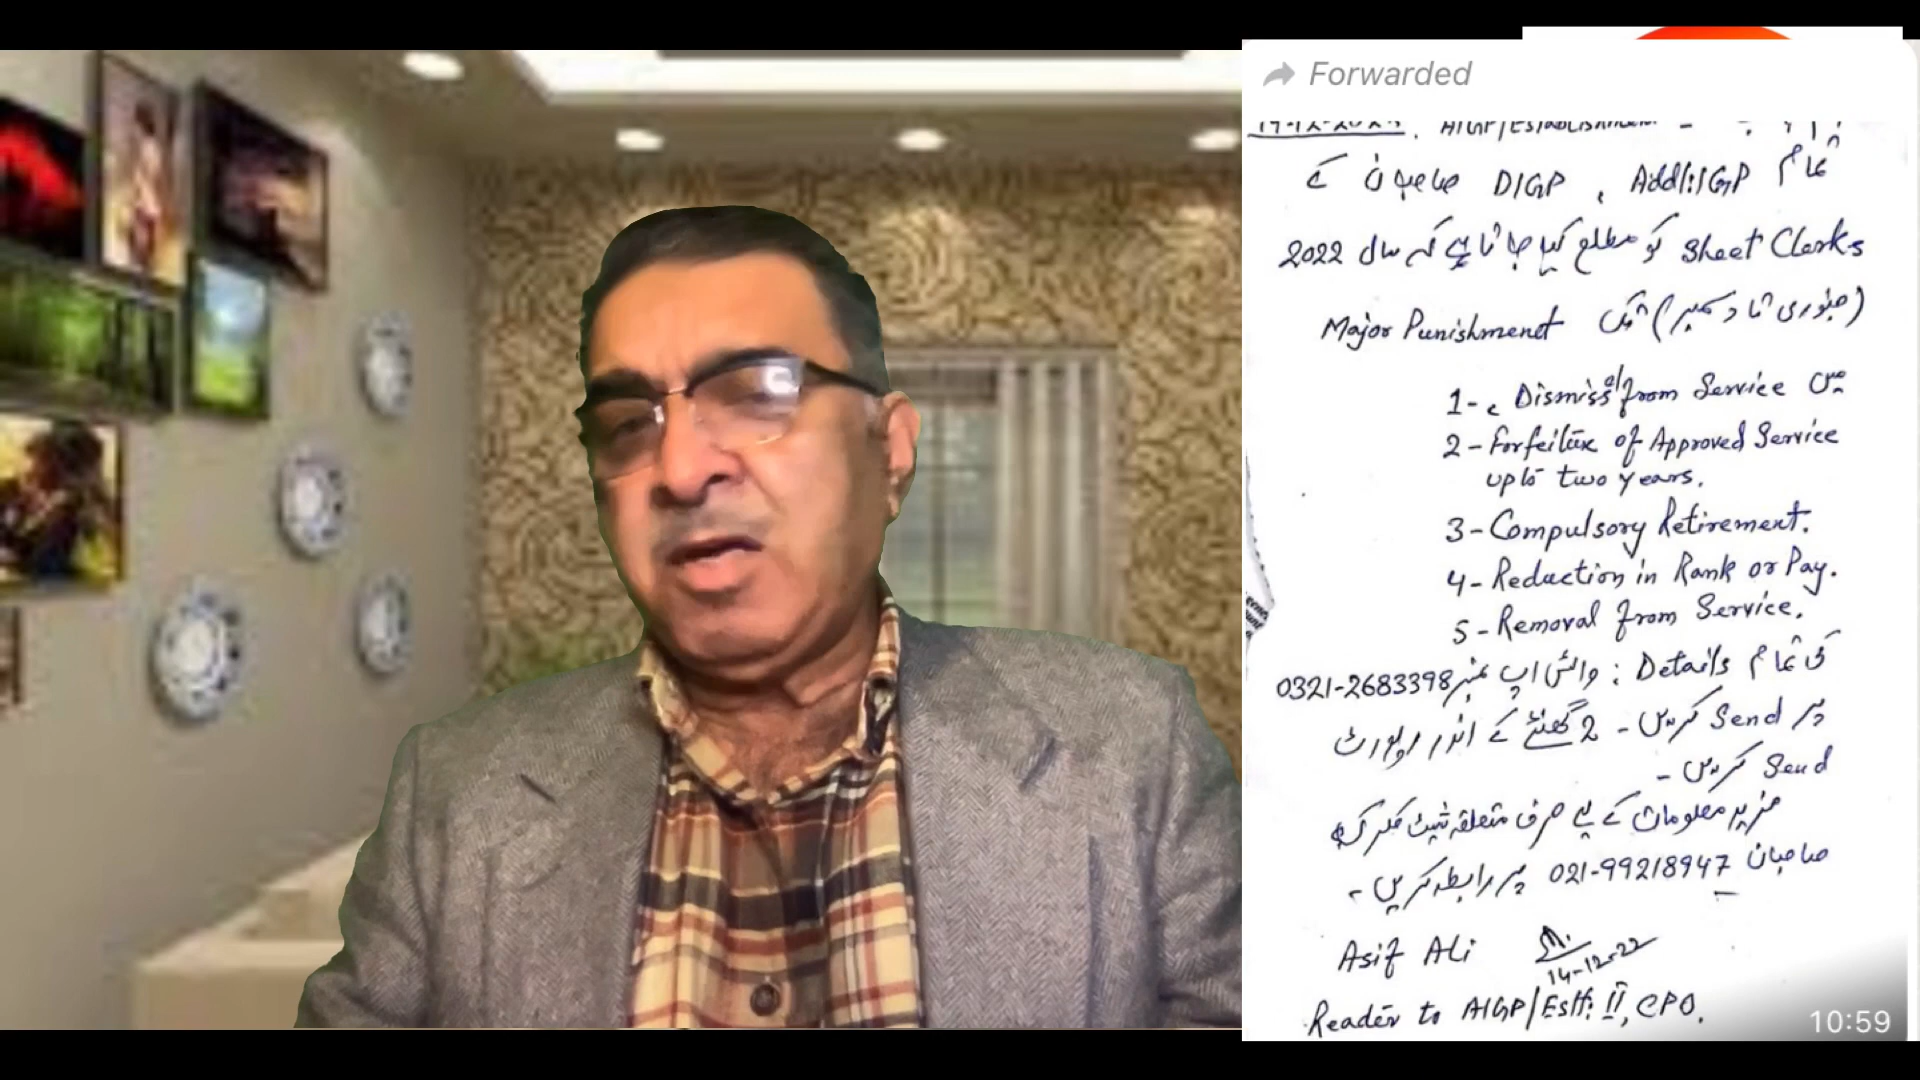 Forwarded
تمام Addl:IGP , DIGP صاحبان کے
Sheet Clerks کو مطلع کیا جاتا ہے کہ سال 2022
(جنوری تا دسمبر) تک Major Punishment
میں Dismiss from Service
1-
2- Forfeiture of Approved Service
upto two years.
3- Compulsory Retirement.
4- Reduction in Rank or Pay.
5- Removal from Service.
کی تمام Details : واٹس اپ نمبر 0321-2683398
پر Send کریں - 2 گھنٹے کے اندر رپورٹ
Send کریں -
مزید معلومات کے لیے صرف متعلقہ شیٹ کلرک
صاحبان 021-99218947 پر رابطہ کریں -
Asif Ali
14-12-22
Reader to AIGP/Estt: II, CPO.
10:59